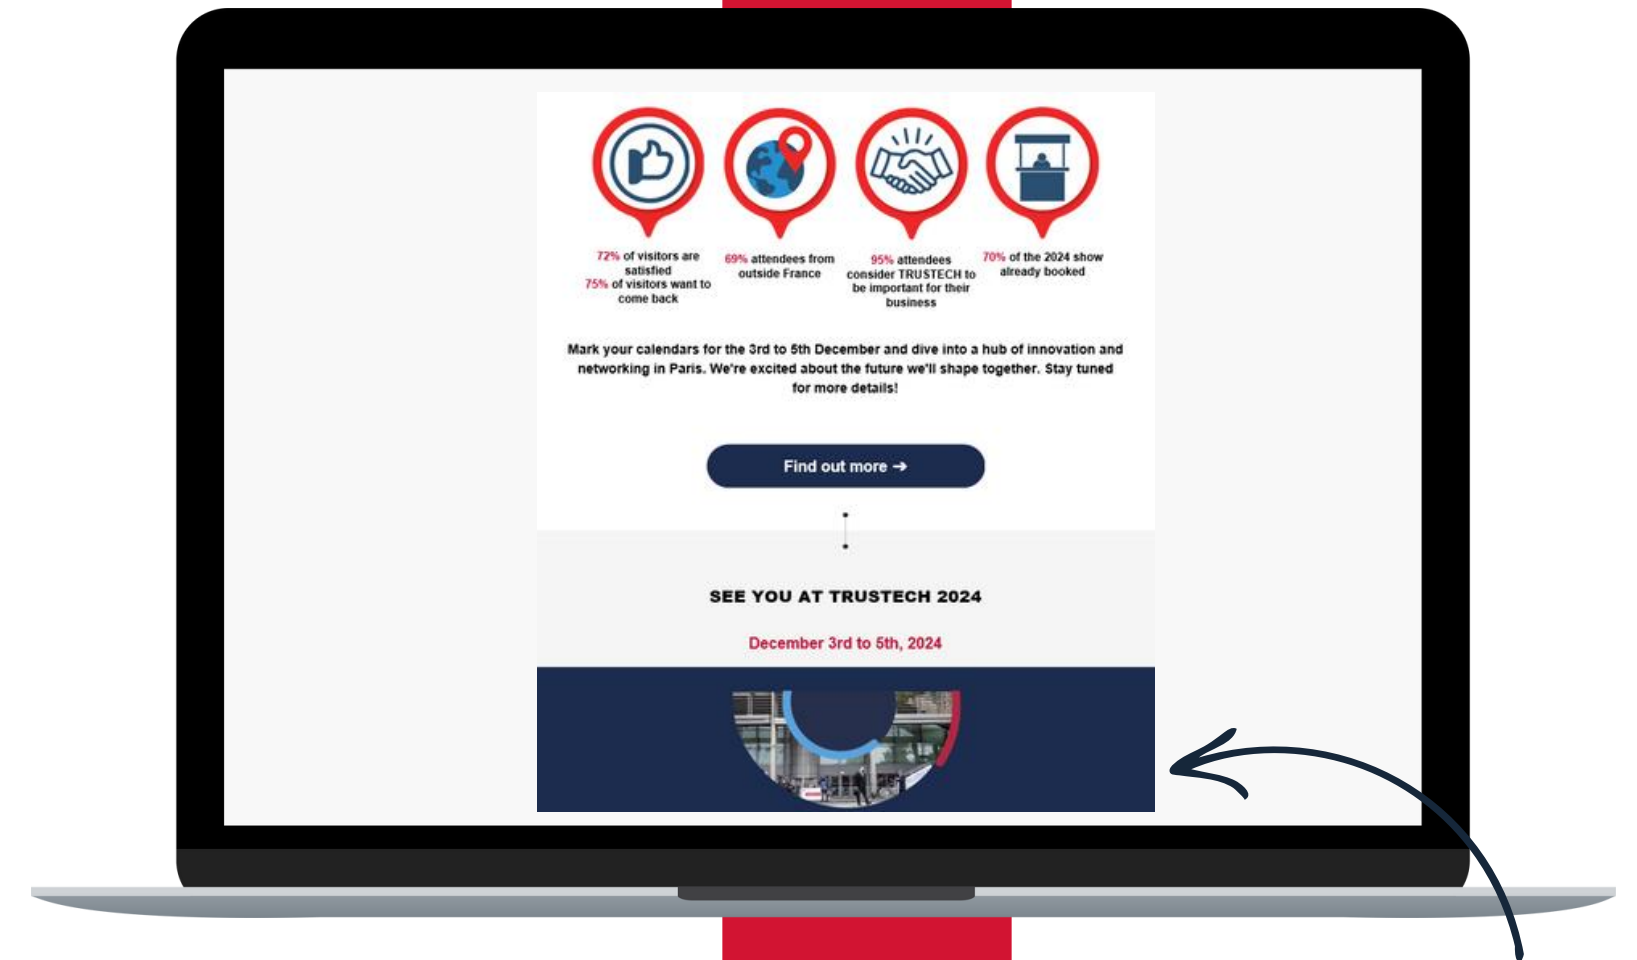 72% of visitors are
satisfied
75% of visitors want to
come back
69% attendees from
outside France
95% attendees
consider TRUSTECH to
be important for their
business
70% of the 2024 show
already booked
Mark your calendars for the 3rd to 5th December and dive into a hub of innovation and
networking in Paris. We're excited about the future we'll shape together. Stay tuned
for more details!
Find out more ➔
SEE YOU AT TRUSTECH 2024
December 3rd to 5th, 2024